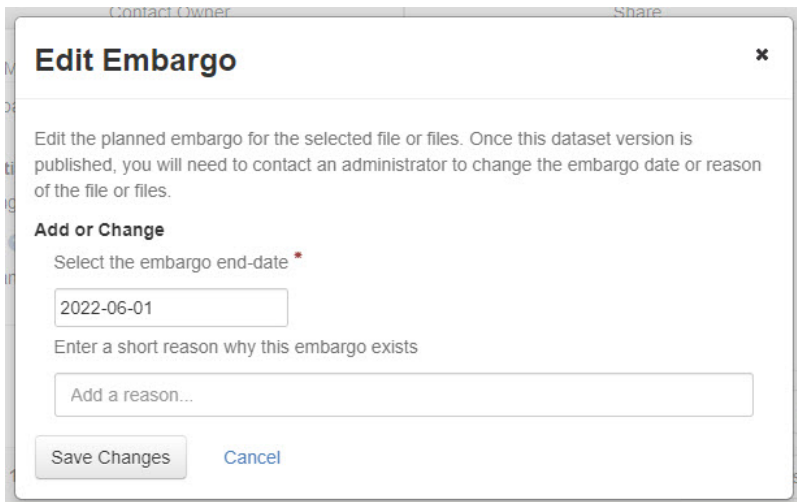 Contact Owner
Share
Edit Embargo
Edit the planned embargo for the selected file or files. Once this dataset version is
published, you will need to contact an administrator to change the embargo date or reason
of the file or files.
Add or Change
Select the embargo end-date *
2022-06-01
Enter a short reason why this embargo exists
Add a reason...
Save Changes
Cancel